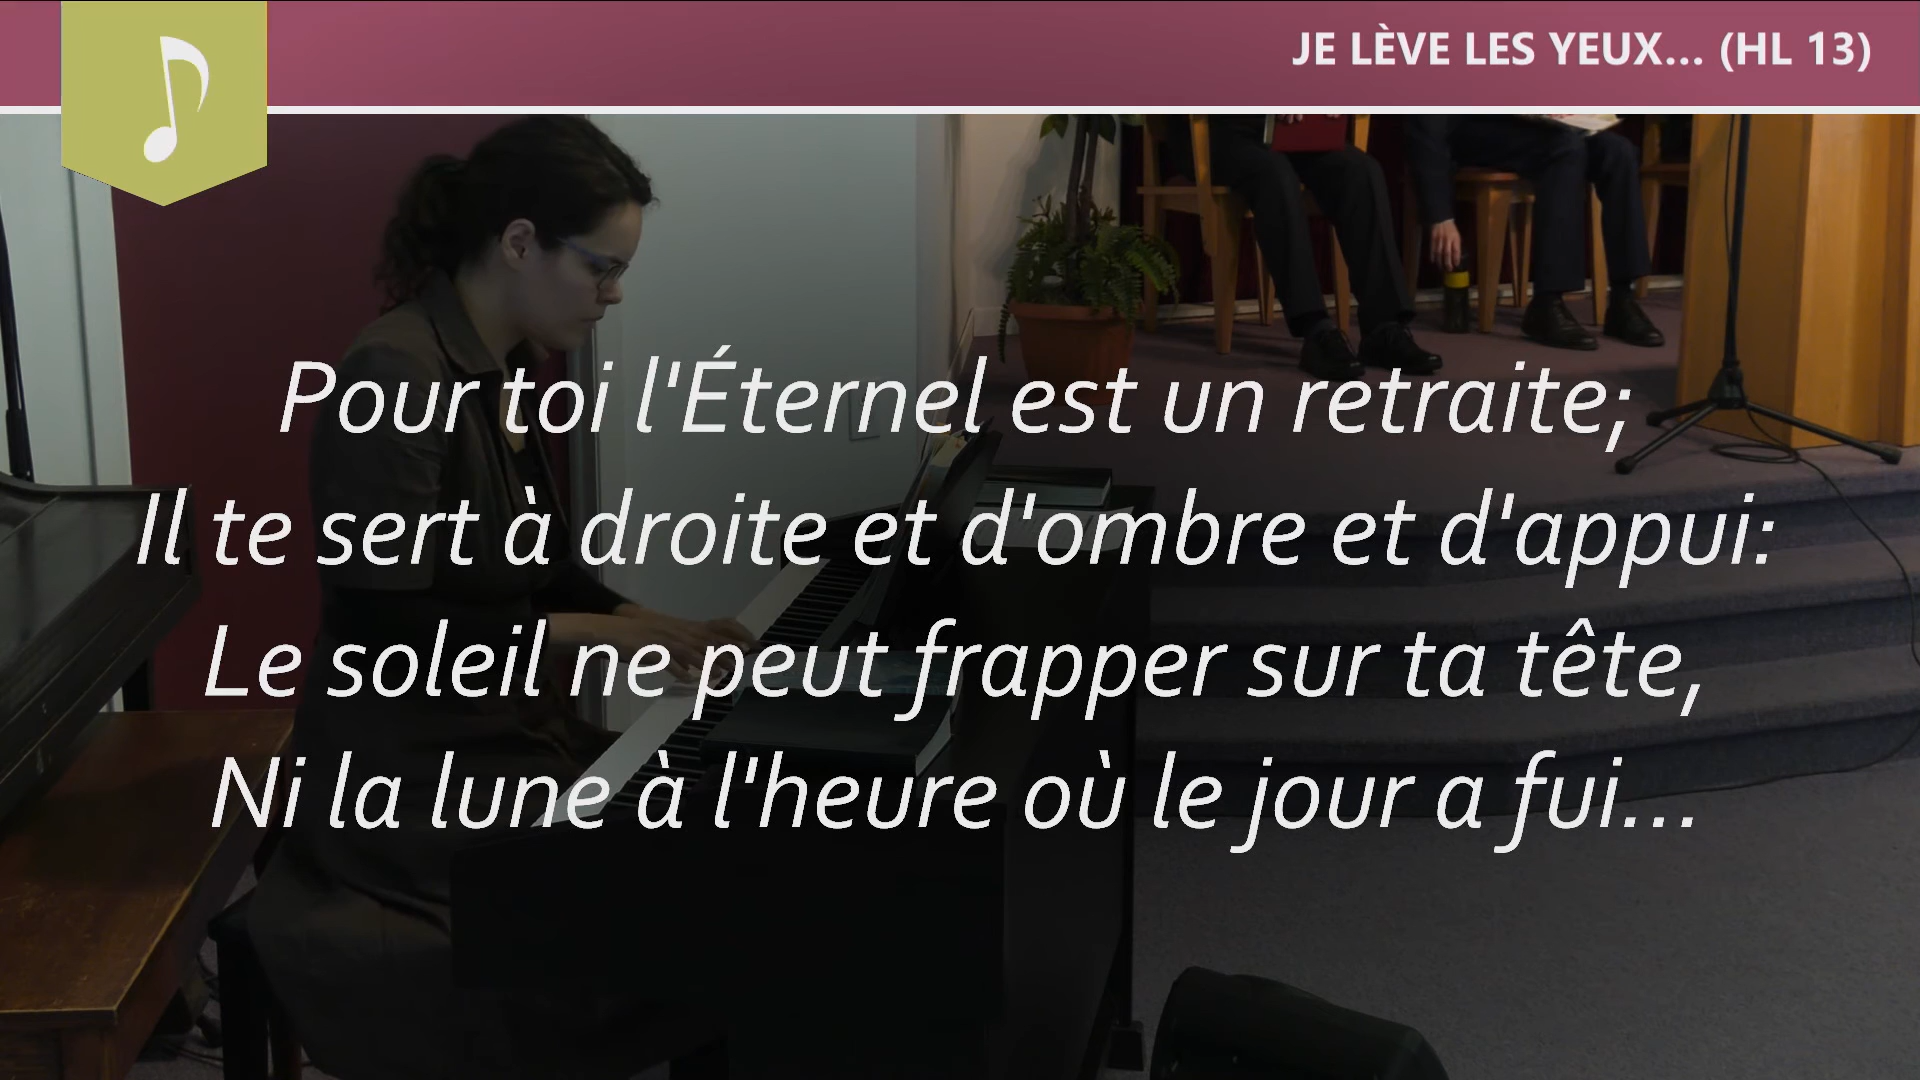 JE LÈVE LES YEUX... (HL 13)
Pour toi l'Éternel est un retraite;
Il te sert à droite et d'ombre et d'appui:
Le soleil ne peut frapper sur ta tête,
Ni la lune à l'heure où le jour a fui...